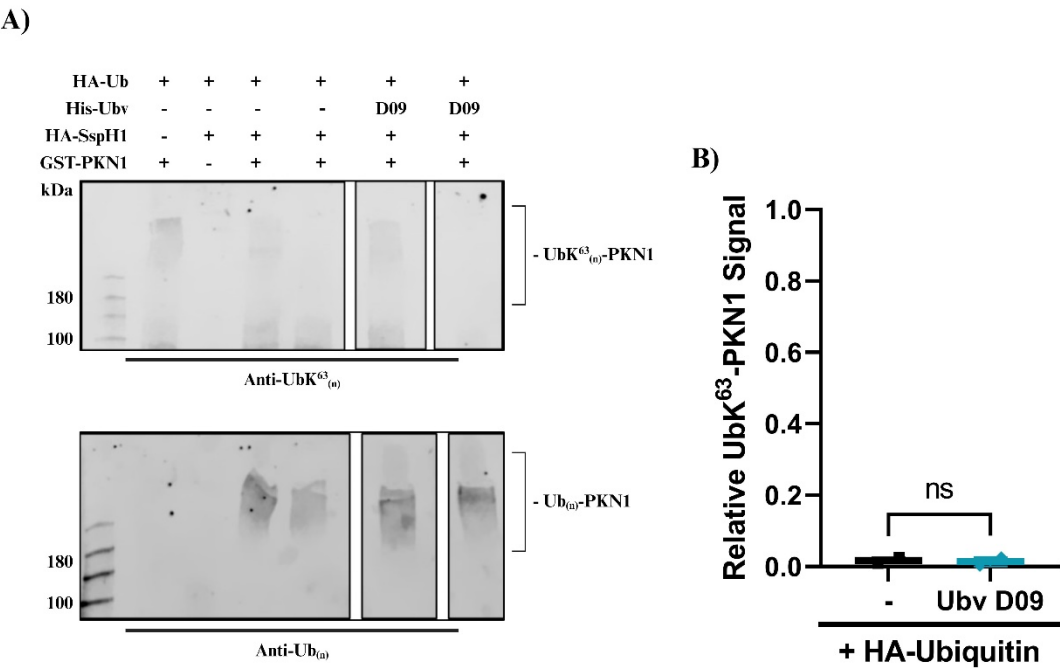 A)
HA-Ub + + + + + +
His-Ubv - - - - D09 D09
HA-SspH1 - + + + + +
GST-PKN1 + - + + + +
kDa
- UbK⁶³₍ₙ₎-PKN1
180
100
Anti-UbK⁶³₍ₙ₎
- Ub₍ₙ₎-PKN1
180
100
Anti-Ub₍ₙ₎
B)
Relative UbK⁶³-PKN1 Signal
1.0
0.8
0.6
0.4
0.2
0.0
ns
- Ubv D09
+ HA-Ubiquitin